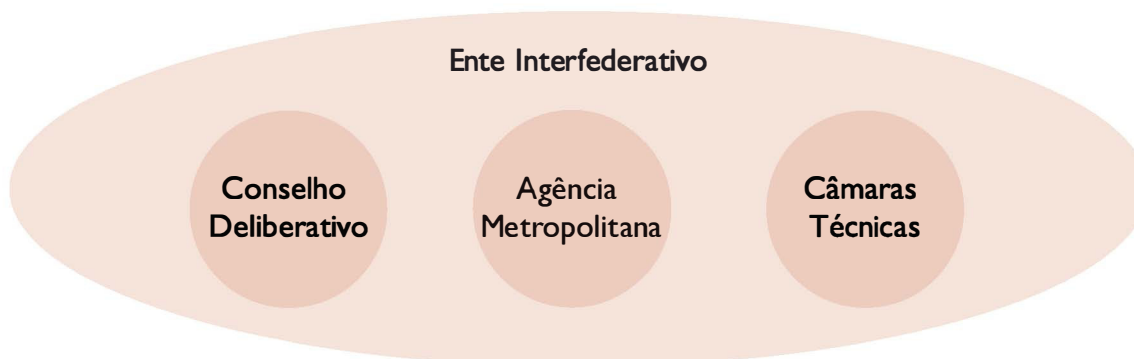 Ente Interfederativo
Conselho
Deliberativo
Agência
Metropolitana
Câmaras
Técnicas